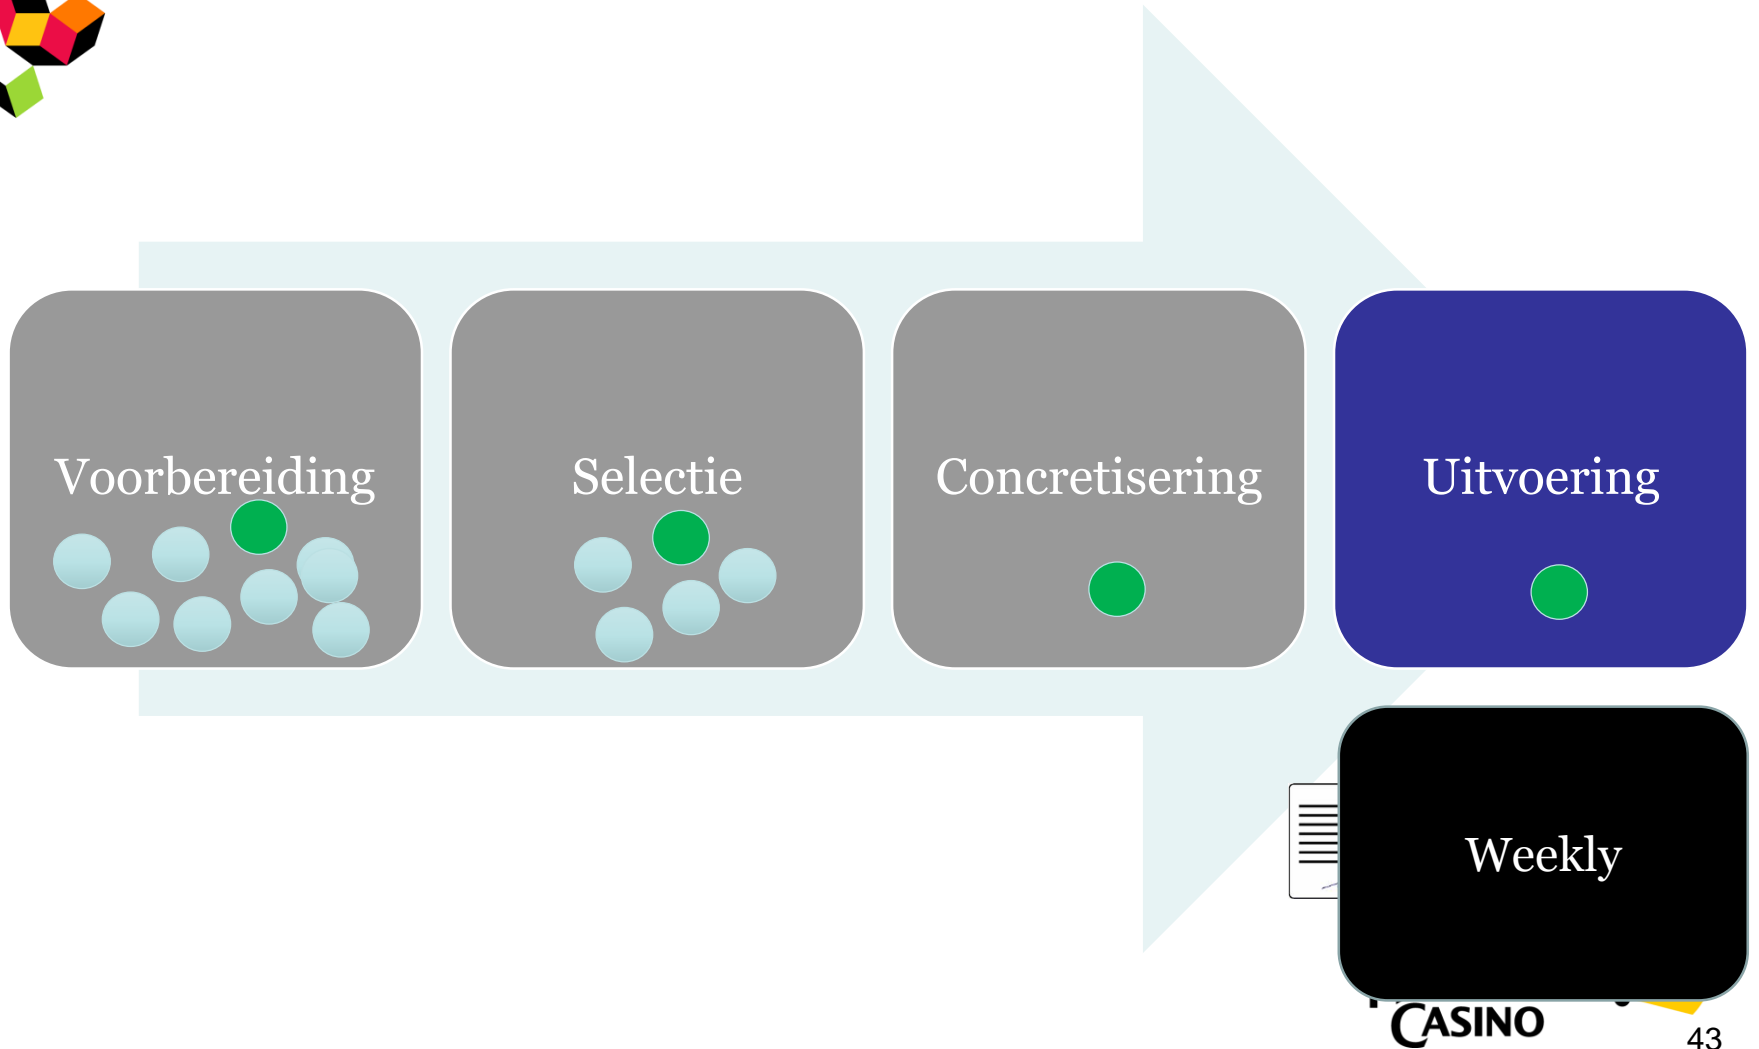 Voorbereiding
Selectie
Concretisering
Uitvoering
Weekly
CASINO
43